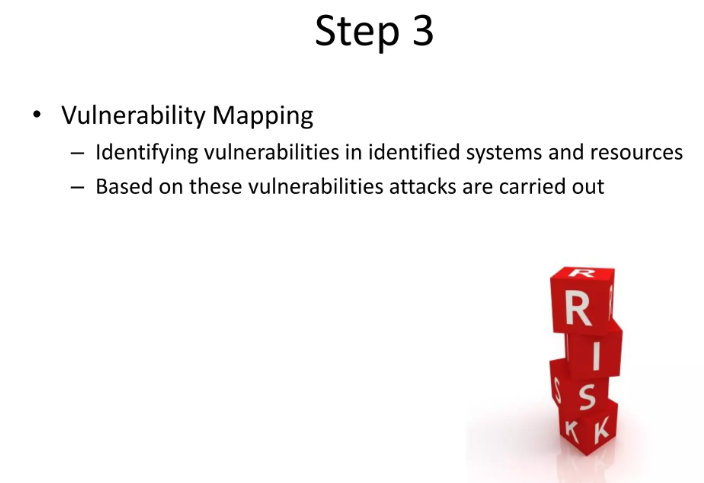 Step 3
• Vulnerability Mapping
– Identifying vulnerabilities in identified systems and resources
– Based on these vulnerabilities attacks are carried out
R
R
I
S S
K K